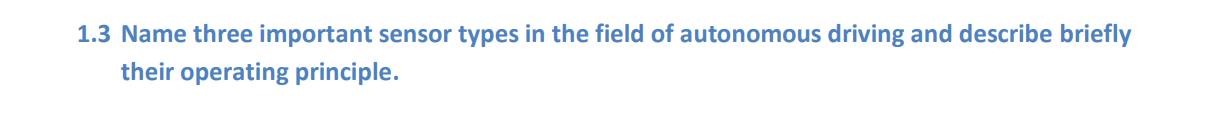 1.3 Name three important sensor types in the field of autonomous driving and describe briefly
their operating principle.